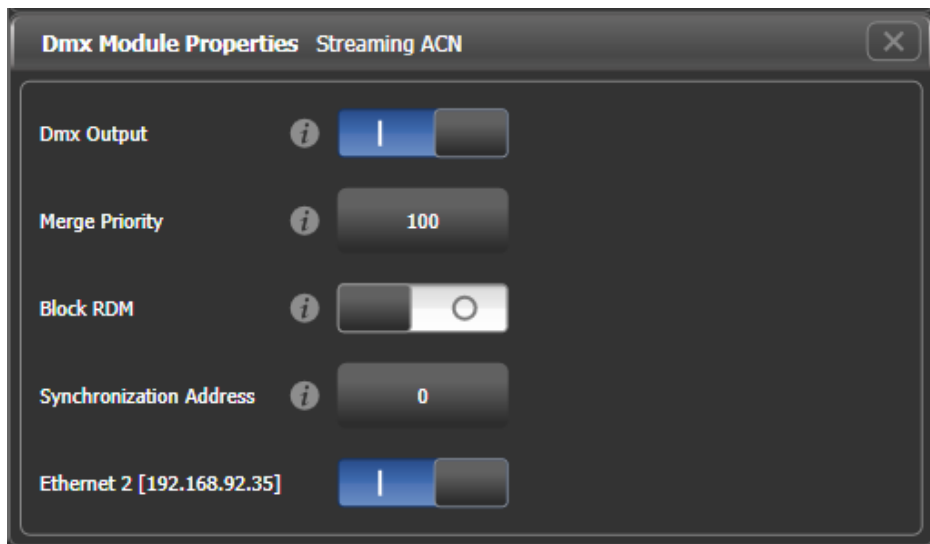 Dmx Module Properties Streaming ACN
Dmx Output
Merge Priority 100
Block RDM
Synchronization Address 0
Ethernet 2 [192.168.92.35]